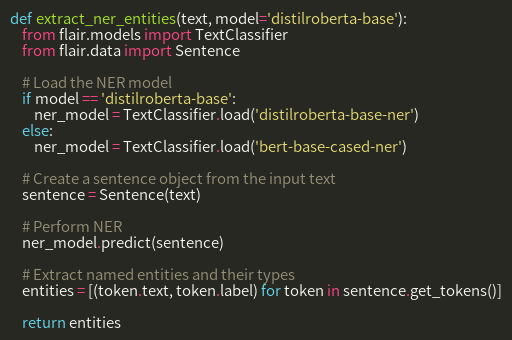 def extract_ner_entities(text, model='distilroberta-base'):
    from flair.models import TextClassifier
    from flair.data import Sentence

    # Load the NER model
    if model == 'distilroberta-base':
        ner_model = TextClassifier.load('distilroberta-base-ner')
    else:
        ner_model = TextClassifier.load('bert-base-cased-ner')

    # Create a sentence object from the input text
    sentence = Sentence(text)

    # Perform NER
    ner_model.predict(sentence)

    # Extract named entities and their types
    entities = [(token.text, token.label) for token in sentence.get_tokens()]

    return entities